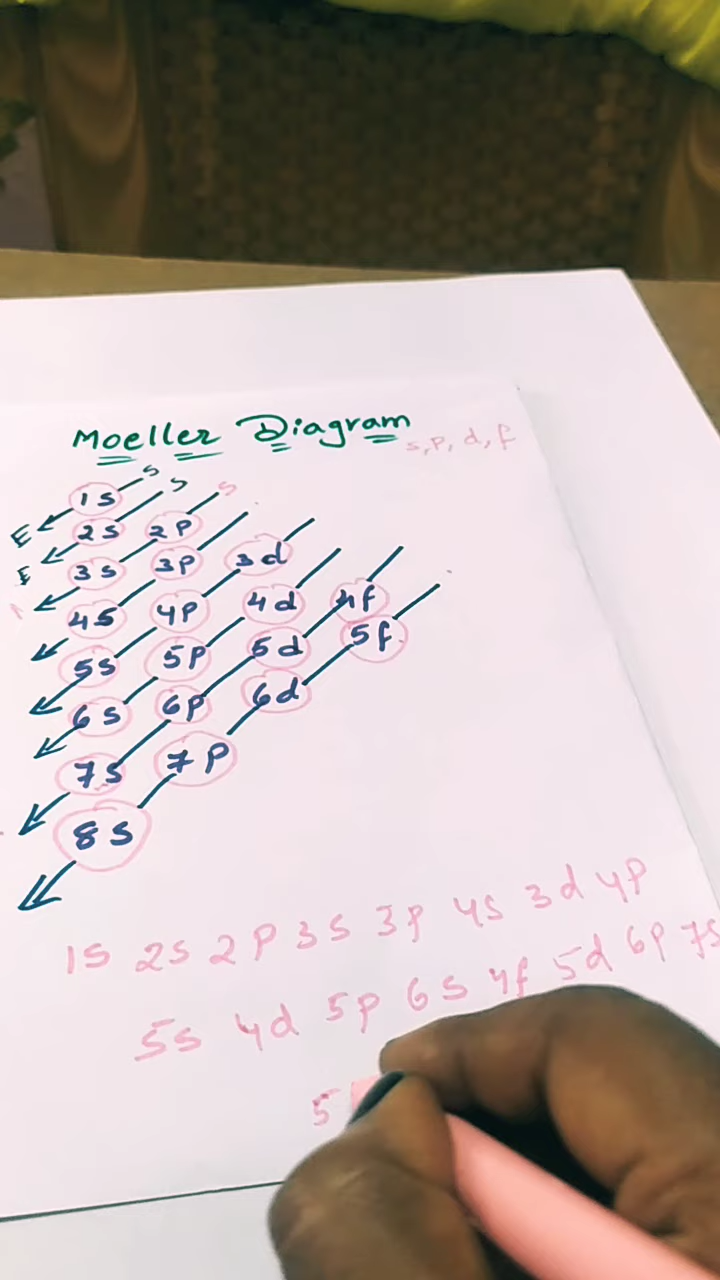 Moeller Diagram
s, p, d, f
1s
2s 2p
3s 3p 3d
4s 4p 4d 4f
5s 5p 5d 5f
6s 6p 6d
7s 7p
8s
1s 2s 2p 3s 3p 4s 3d 4p
5s 4d 5p 6s 4f 5d 6p 7s
5